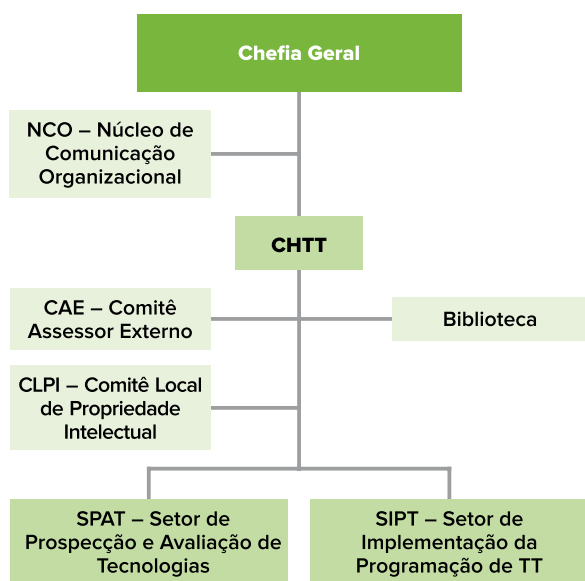 Chefia Geral
NCO – Núcleo de
Comunicação
Organizacional
CHTT
CAE – Comitê
Assessor Externo
Biblioteca
CLPI – Comitê Local
de Propriedade
Intelectual
SPAT – Setor de
Prospecção e Avaliação de
Tecnologias
SIPT – Setor de
Implementação da
Programação de TT